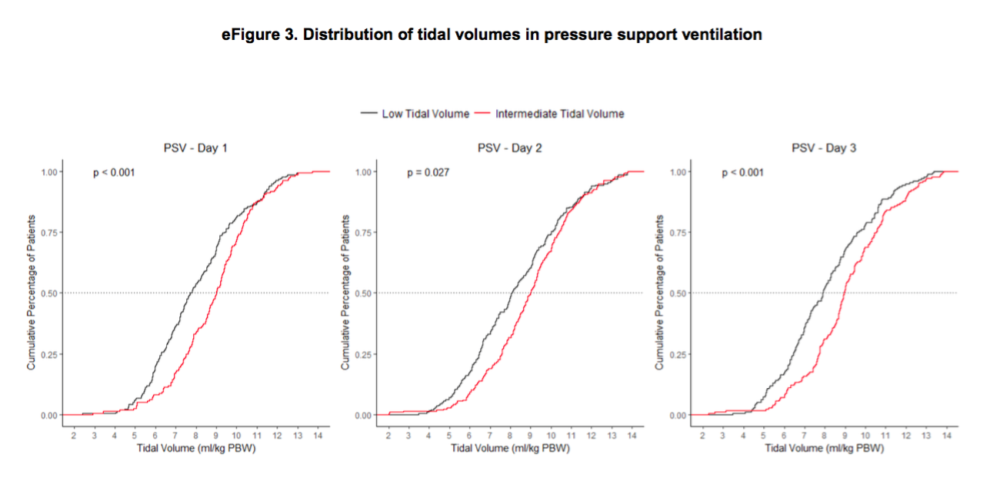 eFigure 3. Distribution of tidal volumes in pressure support ventilation
Low Tidal Volume Intermediate Tidal Volume
PSV - Day 1
p < 0.001
1.00
0.75
0.50
0.25
0.00
Cumulative Percentage of Patients
2 3 4 5 6 7 8 9 10 11 12 13 14
Tidal Volume (ml/kg PBW)
PSV - Day 2
p = 0.027
1.00
0.75
0.50
0.25
0.00
Cumulative Percentage of Patients
2 3 4 5 6 7 8 9 10 11 12 13 14
Tidal Volume (ml/kg PBW)
PSV - Day 3
p < 0.001
1.00
0.75
0.50
0.25
0.00
Cumulative Percentage of Patients
2 3 4 5 6 7 8 9 10 11 12 13 14
Tidal Volume (ml/kg PBW)